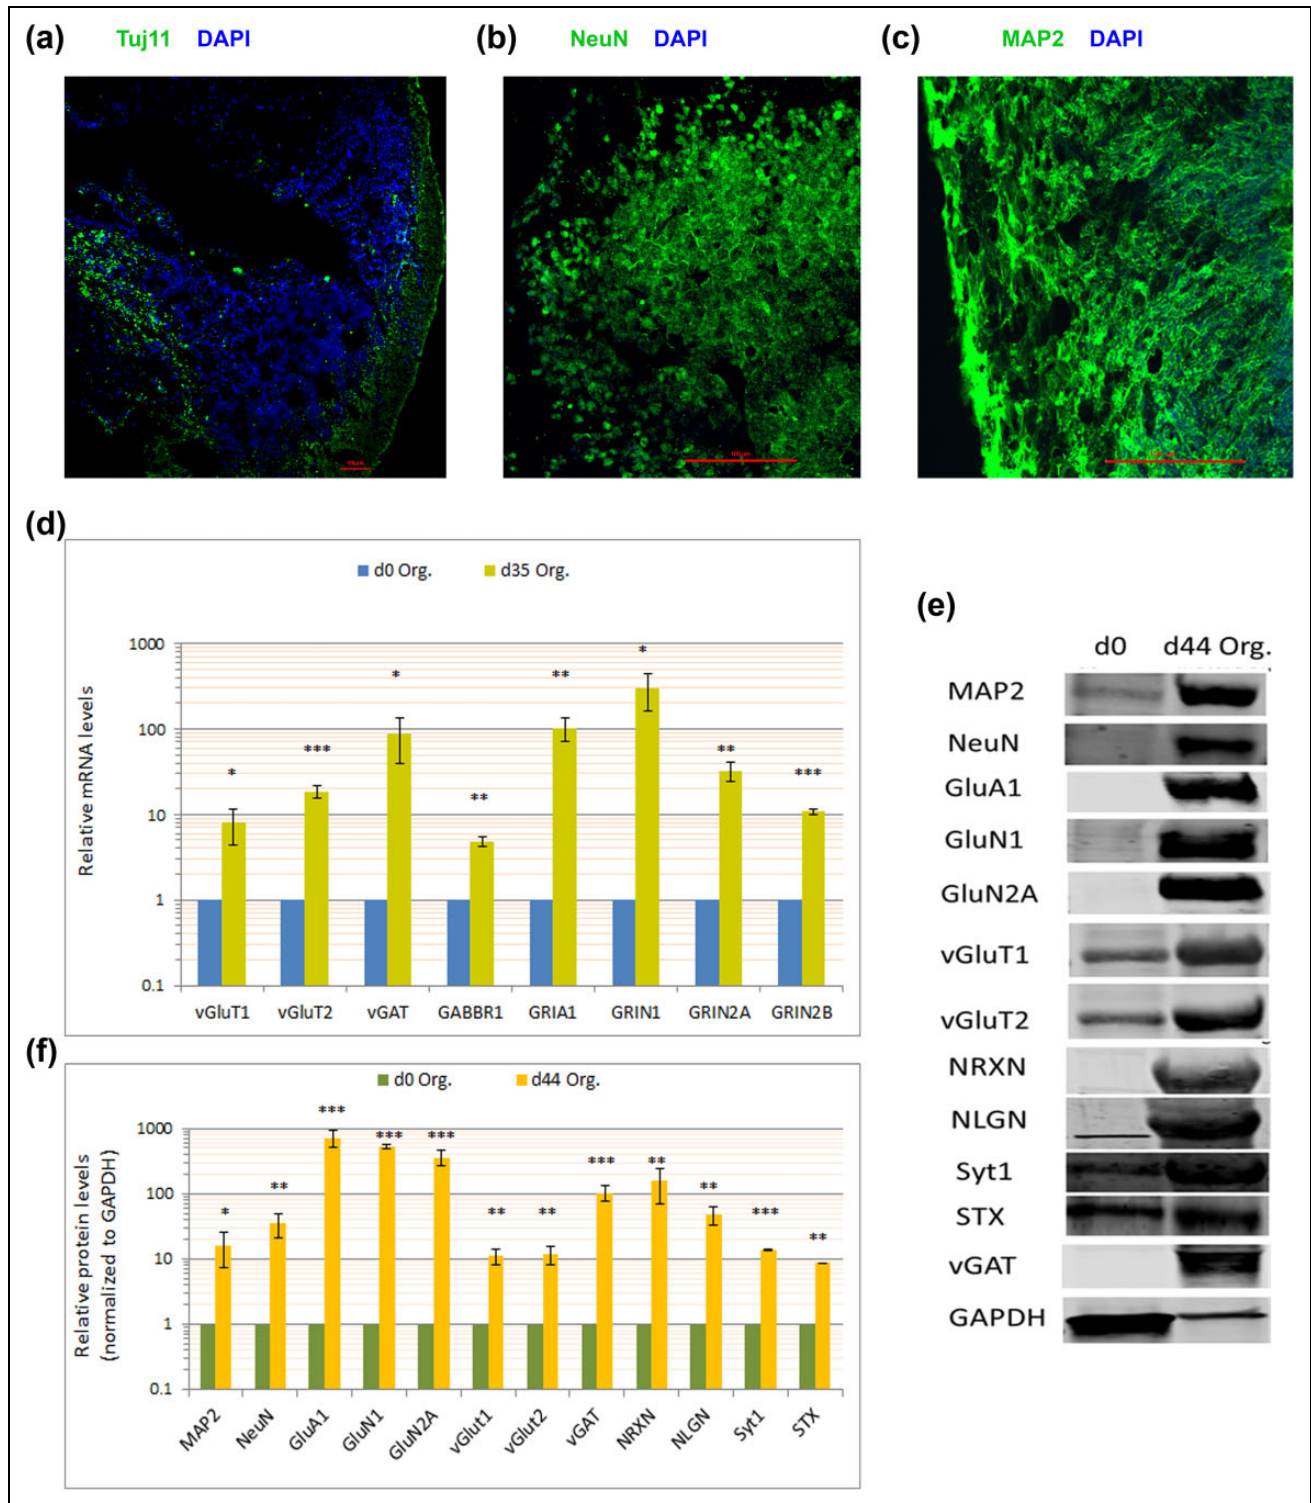 (a) Tuj11 DAPI
(b) NeuN DAPI
(c) MAP2 DAPI
(d)
d0 Org. d35 Org.
Relative mRNA levels
1000
100
10
1
0.1
* *** * ** ** * ** ***
vGluT1 vGluT2 vGAT GABBR1 GRIA1 GRIN1 GRIN2A GRIN2B
(e)
d0 d44 Org.
MAP2
NeuN
GluA1
GluN1
GluN2A
vGluT1
vGluT2
NRXN
NLGN
Syt1
STX
vGAT
GAPDH
(f)
d0 Org. d44 Org.
Relative protein levels
(normalized to GAPDH)
1000
100
10
1
0.1
* ** *** *** *** ** ** *** ** ** *** **
MAP2 NeuN GluA1 GluN1 GluN2A vGlut1 vGlut2 vGAT NRXN NLGN Syt1 STX